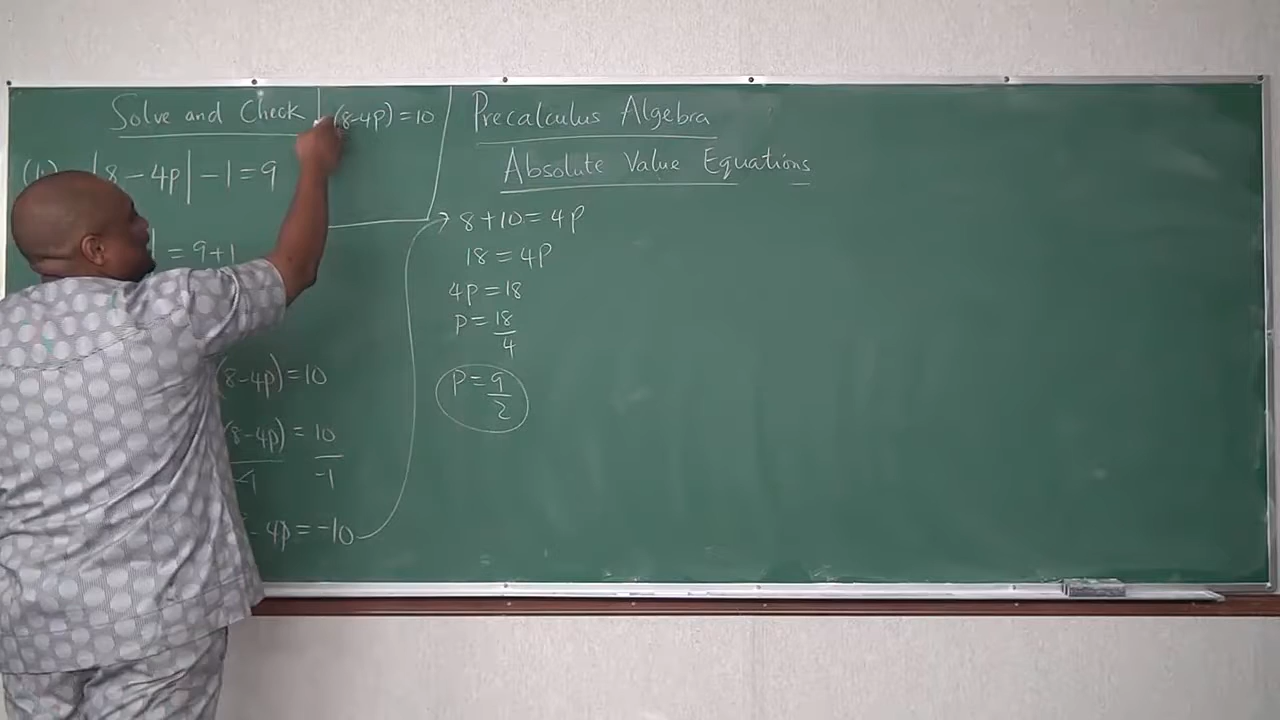 Solve and Check
8 - 4p| - 1 = 9
= 9 + 1
(8-4p) = 10
(8-4p) = 10
-1 -1
- 4p = -10
(8-4p) = 10
Precalculus Algebra
Absolute Value Equations
8 + 10 = 4p
18 = 4p
4p = 18
p = 18
4
p = 9
2